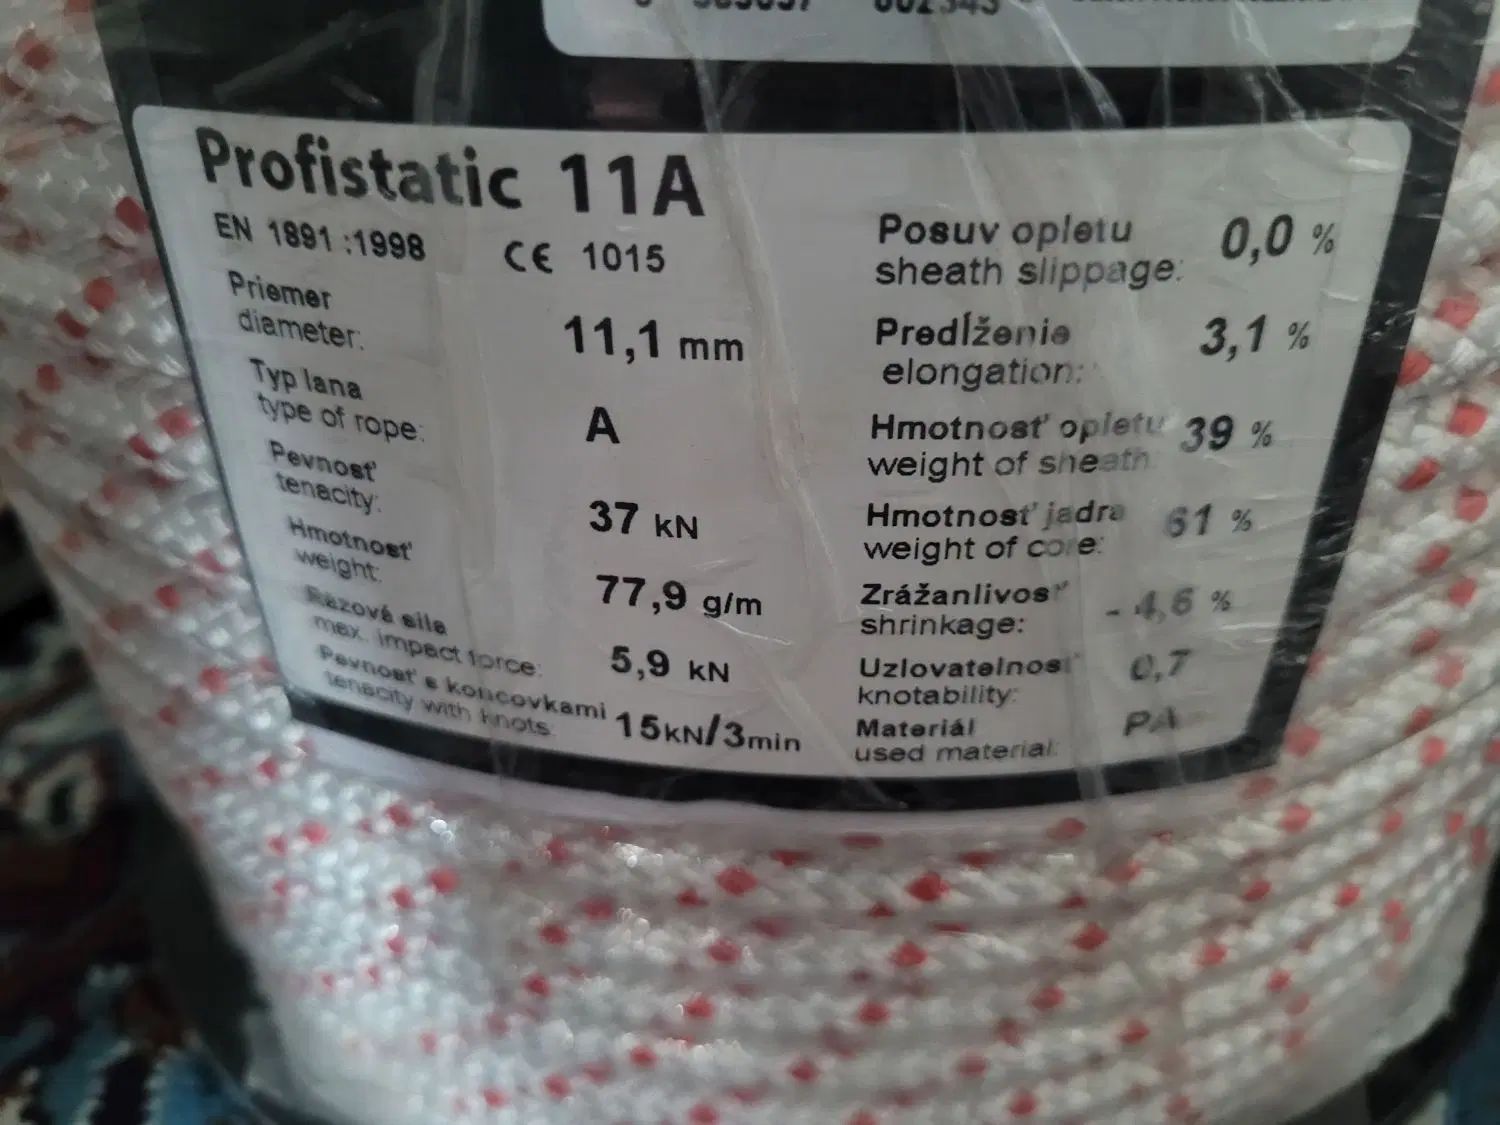 Profistatic 11A
EN 1891 :1998 CE 1015
Priemer
diameter: 11,1 mm
Typ lana
type of rope: A
Pevnosť
tenacity: 37 kN
Hmotnosť
weight: 77,9 g/m
Rázová sila
max. impact force: 5,9 kN
Pevnosť s koncovkami
tenacity with knots: 15kN/3min
Posuv opletu
sheath slippage: 0,0 %
Predĺženie
elongation: 3,1 %
Hmotnosť opletu
weight of sheath 39 %
Hmotnosť jadra
weight of core: 61 %
Zrážanlivosť
shrinkage: - 4,6 %
Uzlovatelnosť
knotability: 0,7
Materiál
used material: PA